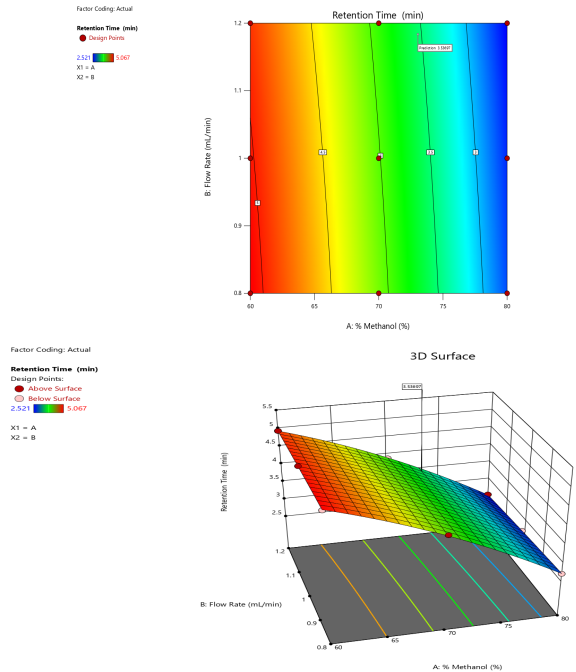 Factor Coding: Actual
Retention Time (min)
Design Points
2.521 5.067
X1 = A
X2 = B
Retention Time (min)
1.2
1.1
1
0.9
0.8
B: Flow Rate (mL/min)
60 65 70 75 80
A: % Methanol (%)
Factor Coding: Actual
Retention Time (min)
Design Points:
Above Surface
Below Surface
2.521 5.067
X1 = A
X2 = B
3D Surface
5.5
5
4.5
4
3.5
3
2.5
Retention Time (min)
1.2
1.1
1
0.9
0.8
B: Flow Rate (mL/min)
60
65
70
75
80
A: % Methanol (%)